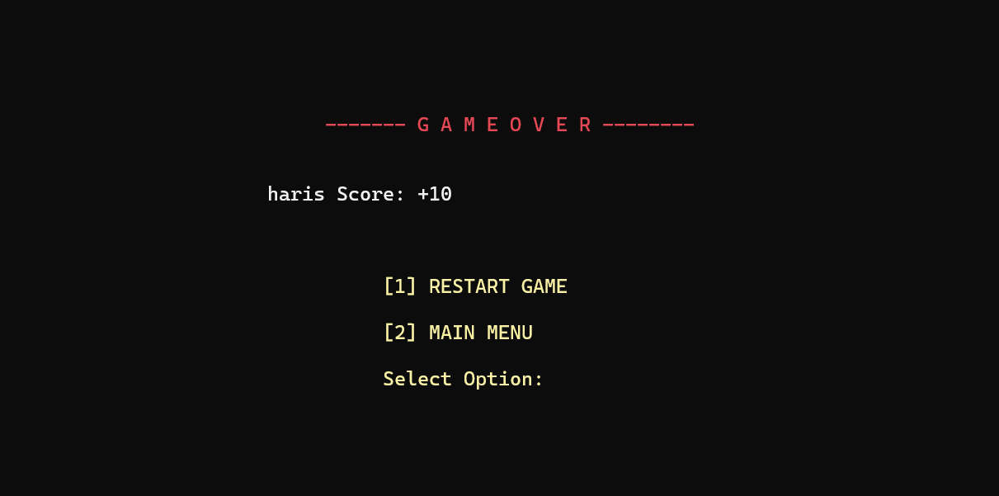 ------- G A M E O V E R --------
haris Score: +10
[1] RESTART GAME
[2] MAIN MENU
Select Option: